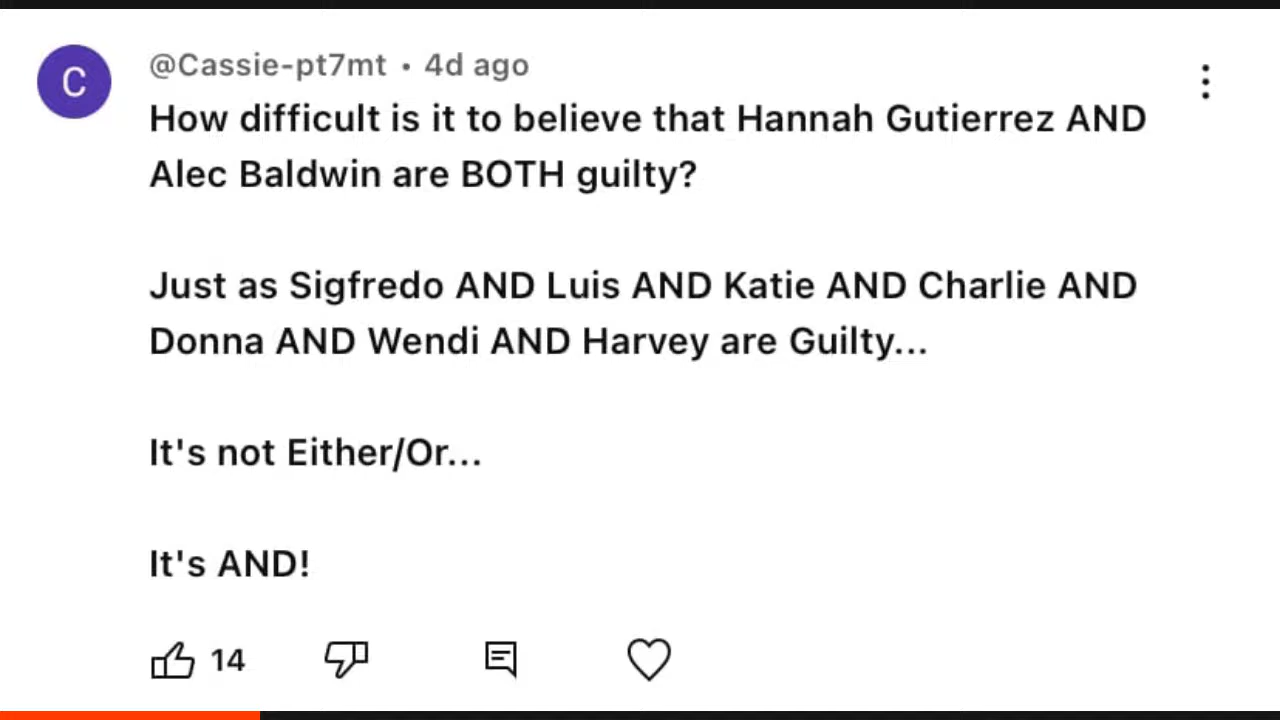 C
@Cassie-pt7mt • 4d ago
How difficult is it to believe that Hannah Gutierrez AND
Alec Baldwin are BOTH guilty?
Just as Sigfredo AND Luis AND Katie AND Charlie AND
Donna AND Wendi AND Harvey are Guilty...
It's not Either/Or...
It's AND!
14